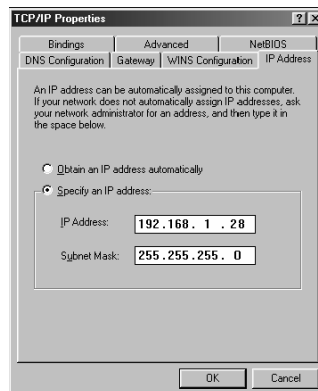 TCP/IP Properties
Bindings Advanced NetBIOS
DNS Configuration Gateway WINS Configuration IP Address
An IP address can be automatically assigned to this computer.
If your network does not automatically assign IP addresses, ask
your network administrator for an address, and then type it in
the space below.
Obtain an IP address automatically
Specify an IP address:
IP Address: 192.168. 1 . 28
Subnet Mask: 255.255.255. 0
OK Cancel